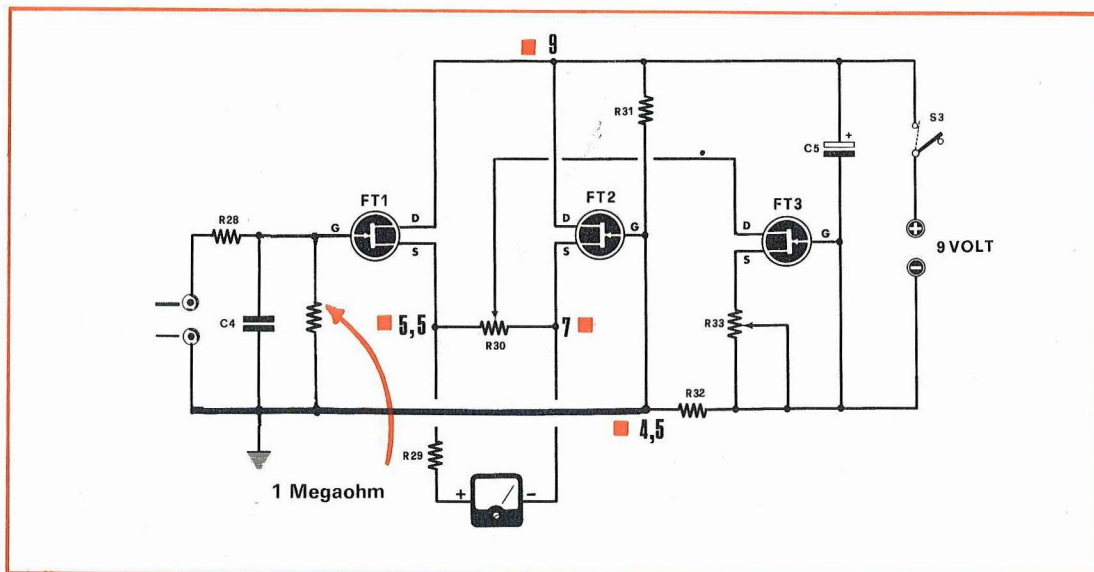 9
R31
S3
C5
+
FT1
FT2
FT3
R28
G
D
S
D
S
G
D
S
G
+
9 VOLT
-
C4
5,5
R30
7
R33
R32
4,5
R29
1 Megaohm
+
-